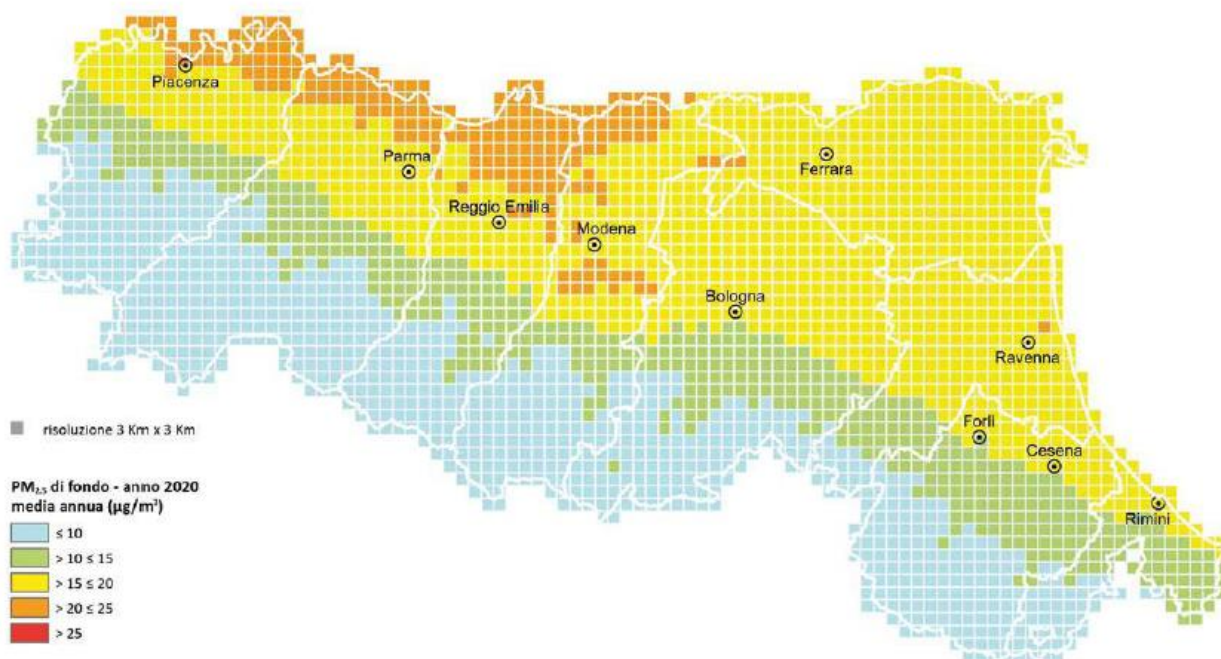 Piacenza
Parma
Ferrara
Reggio Emilia
Modena
Bologna
Ravenna
risoluzione 3 Km x 3 Km
Forlì
Cesena
PM₂.₅ di fondo - anno 2020
media annua (µg/m³)
Rimini
≤ 10
> 10 ≤ 15
> 15 ≤ 20
> 20 ≤ 25
> 25